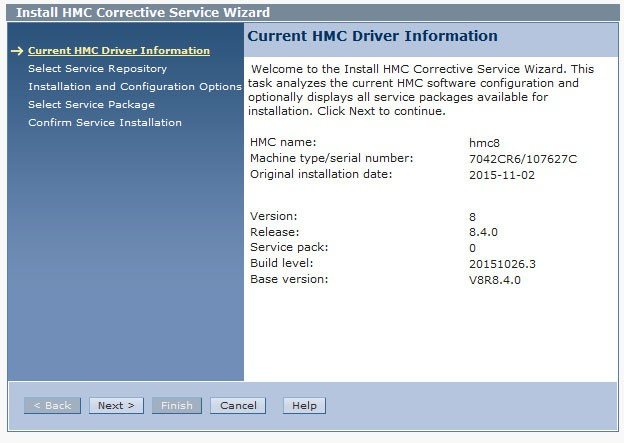 Install HMC Corrective Service Wizard
Current HMC Driver Information
Select Service Repository
Installation and Configuration Options
Select Service Package
Confirm Service Installation
Current HMC Driver Information
Welcome to the Install HMC Corrective Service Wizard. This
task analyzes the current HMC software configuration and
optionally displays all service packages available for
installation. Click Next to continue.
HMC name: hmc8
Machine type/serial number: 7042CR6/107627C
Original installation date: 2015-11-02
Version: 8
Release: 8.4.0
Service pack: 0
Build level: 20151026.3
Base version: V8R8.4.0
< Back Next > Finish Cancel Help